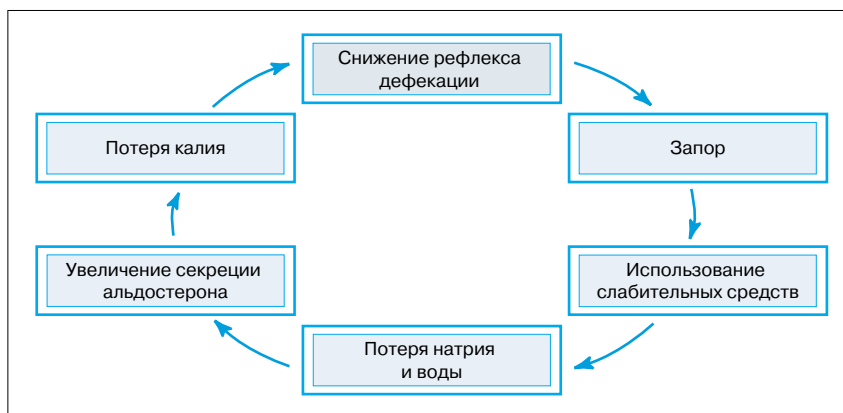 Снижение рефлекса
дефекации
Запор
Использование
слабительных средств
Потеря натрия
и воды
Увеличение секреции
альдостерона
Потеря калия